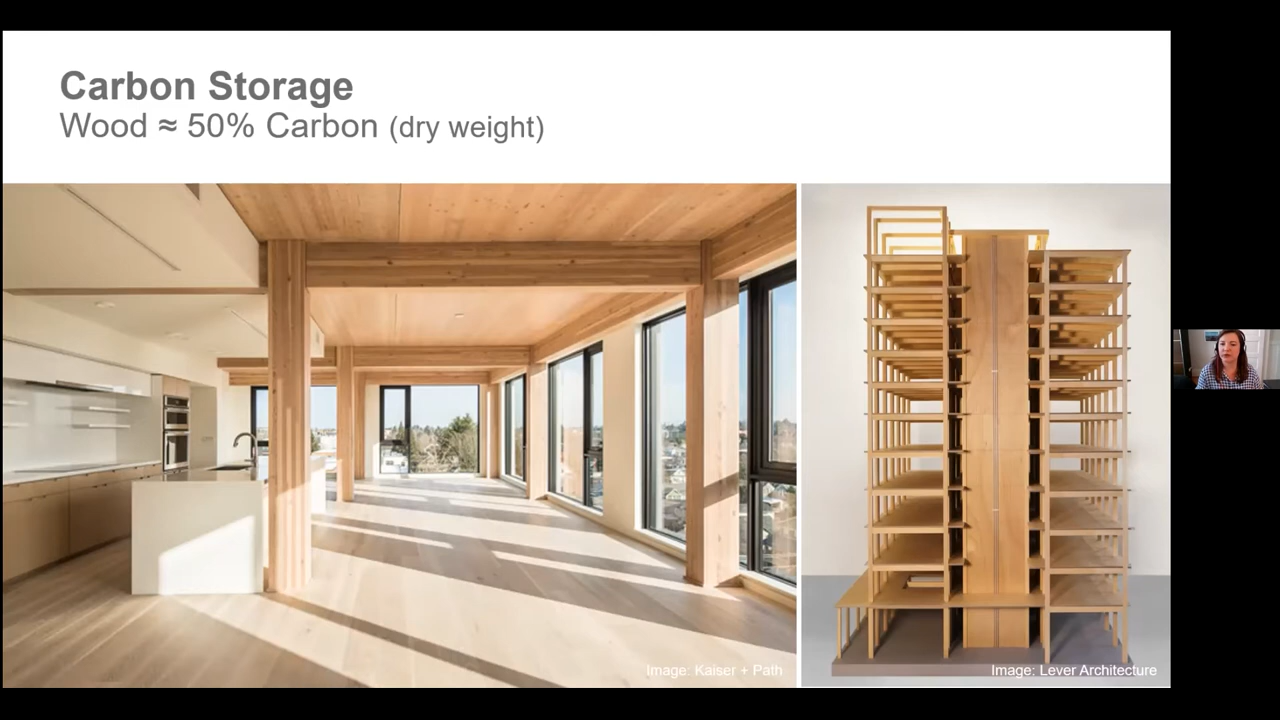 Carbon Storage
Wood ≈ 50% Carbon (dry weight)
Image: Kaiser + Path
Image: Lever Architecture